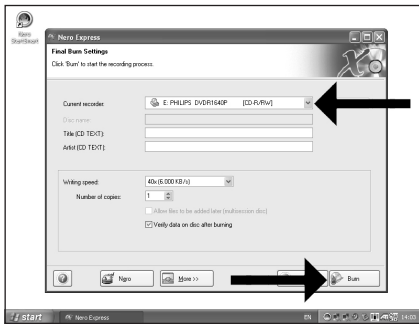 Nero
StartSmart
Nero Express
Final Burn Settings
Click 'Burn' to start the recording process.
Current recorder:
E: PHILIPS DVDR1640P [CD-R/RW]
Disc name:
Title (CD TEXT):
Artist (CD TEXT):
Writing speed:
40x (6.000 KB/s)
Number of copies:
1
Allow files to be added later (multisession disc)
Verify data on disc after burning
Nero
More >>
Burn
start
Nero Express
EN
14:03